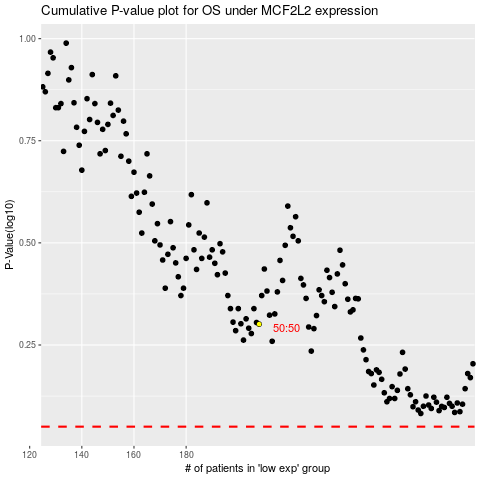 Cumulative P-value plot for OS under MCF2L2 expression
P-Value(log10)
1.00
0.75
0.50
0.25
50:50
120 140 160 180
# of patients in 'low exp' group